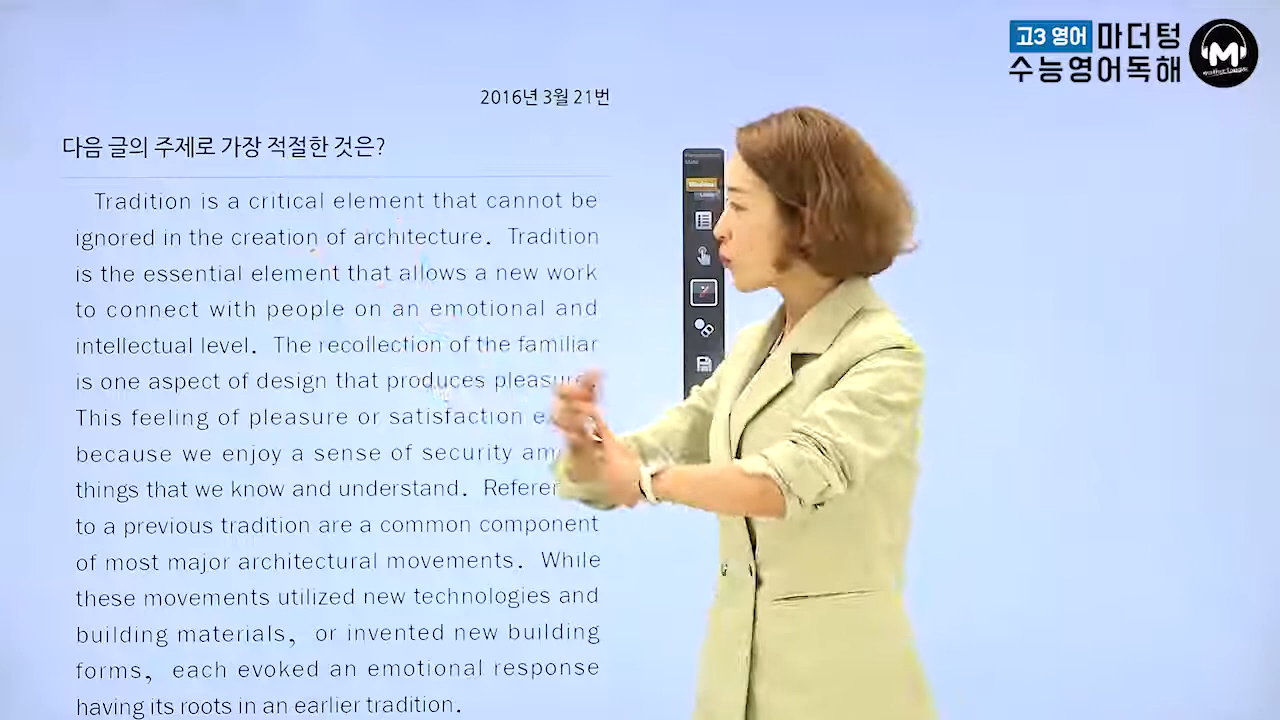 고3 영어 마더텅
수능영어독해
M
2016년 3월 21번
다음 글의 주제로 가장 적절한 것은?
Tradition is a critical element that cannot be
ignored in the creation of architecture. Tradition
is the essential element that allows a new work
to connect with people on an emotional and
intellectual level. The recollection of the familiar
is one aspect of design that produces
This feeling of pleasure or satisfaction
because we enjoy a sense of security
things that we know and understand.
to a previous tradition are a common component
of most major architectural movements. While
these movements utilized new technologies and
building materials, or invented new building
forms, each evoked an emotional response
having its roots in an earlier tradition.